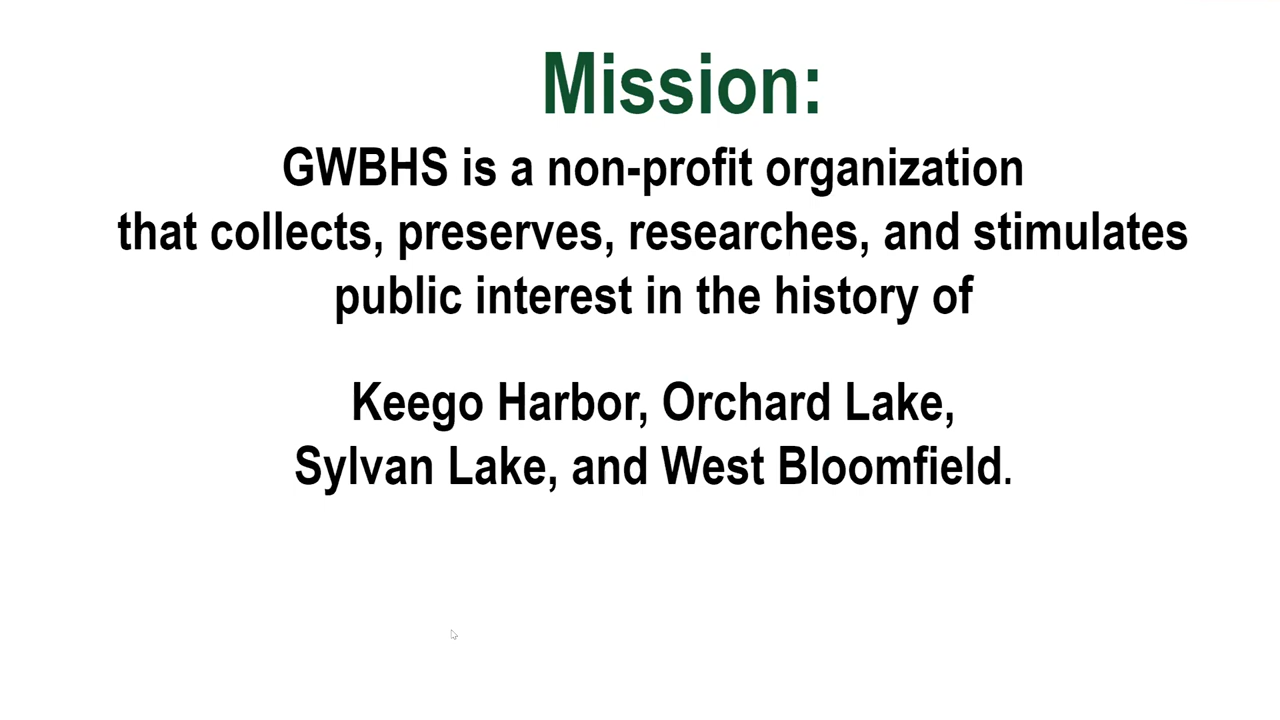 Mission:
GWBHS is a non-profit organization
that collects, preserves, researches, and stimulates
public interest in the history of
Keego Harbor, Orchard Lake,
Sylvan Lake, and West Bloomfield.